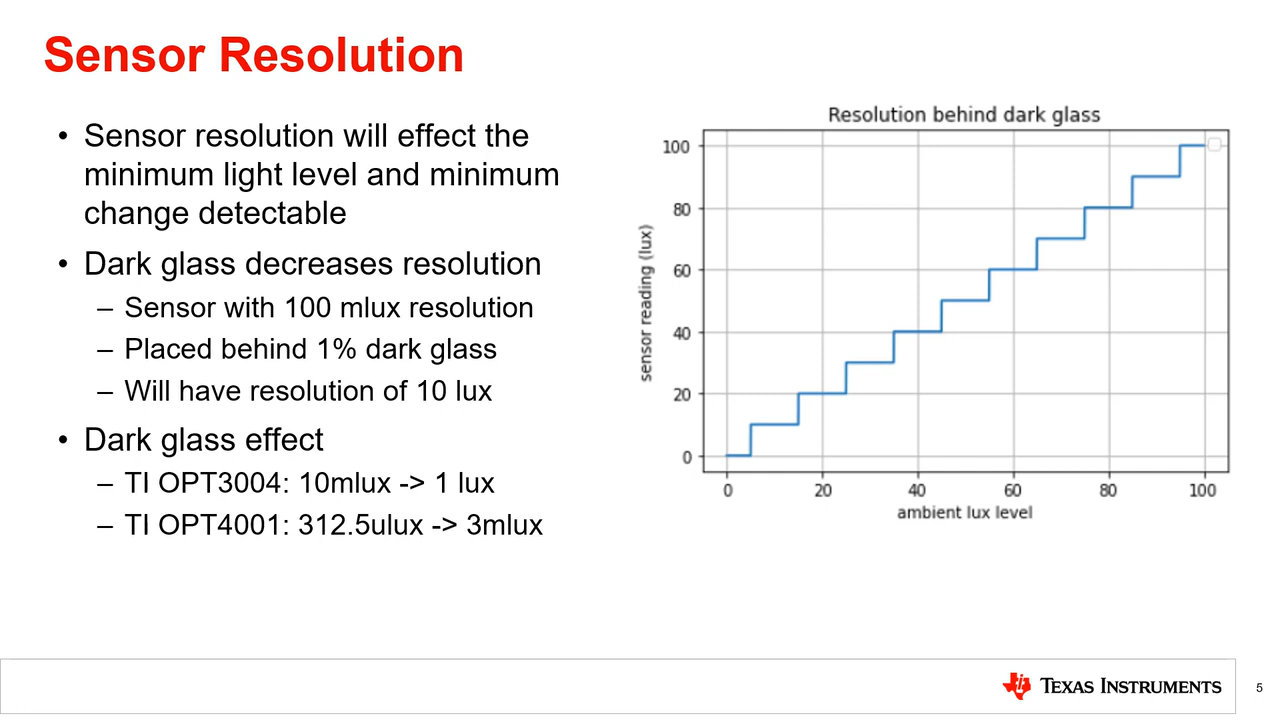 Sensor Resolution
• Sensor resolution will effect the
minimum light level and minimum
change detectable
• Dark glass decreases resolution
– Sensor with 100 mlux resolution
– Placed behind 1% dark glass
– Will have resolution of 10 lux
• Dark glass effect
– TI OPT3004: 10mlux -> 1 lux
– TI OPT4001: 312.5ulux -> 3mlux
Resolution behind dark glass
sensor reading (lux)
100
80
60
40
20
0
0 20 40 60 80 100
ambient lux level
TEXAS INSTRUMENTS
5